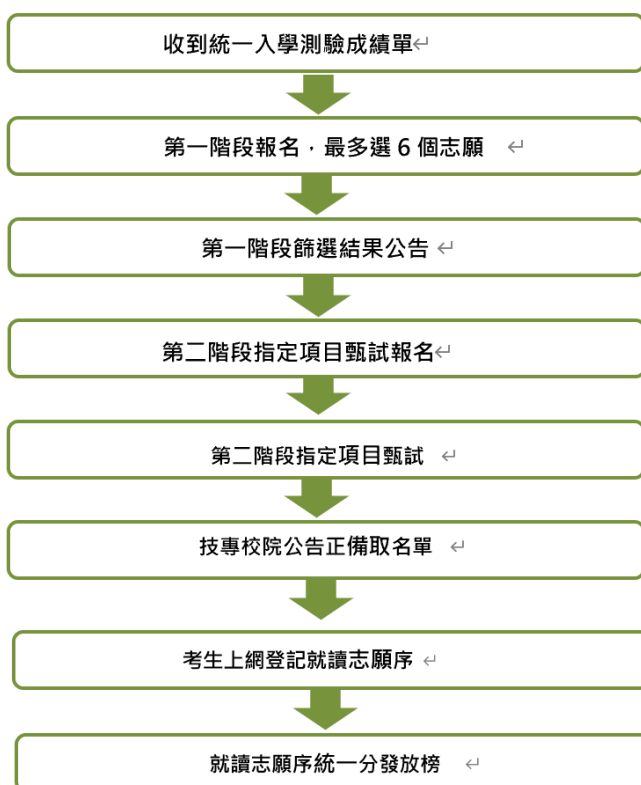 收到統一入學測驗成績單
第一階段報名，最多選 6 個志願
第一階段篩選結果公告
第二階段指定項目甄試報名
第二階段指定項目甄試
技專校院公告正備取名單
考生上網登記就讀志願序
就讀志願序統一分發放榜